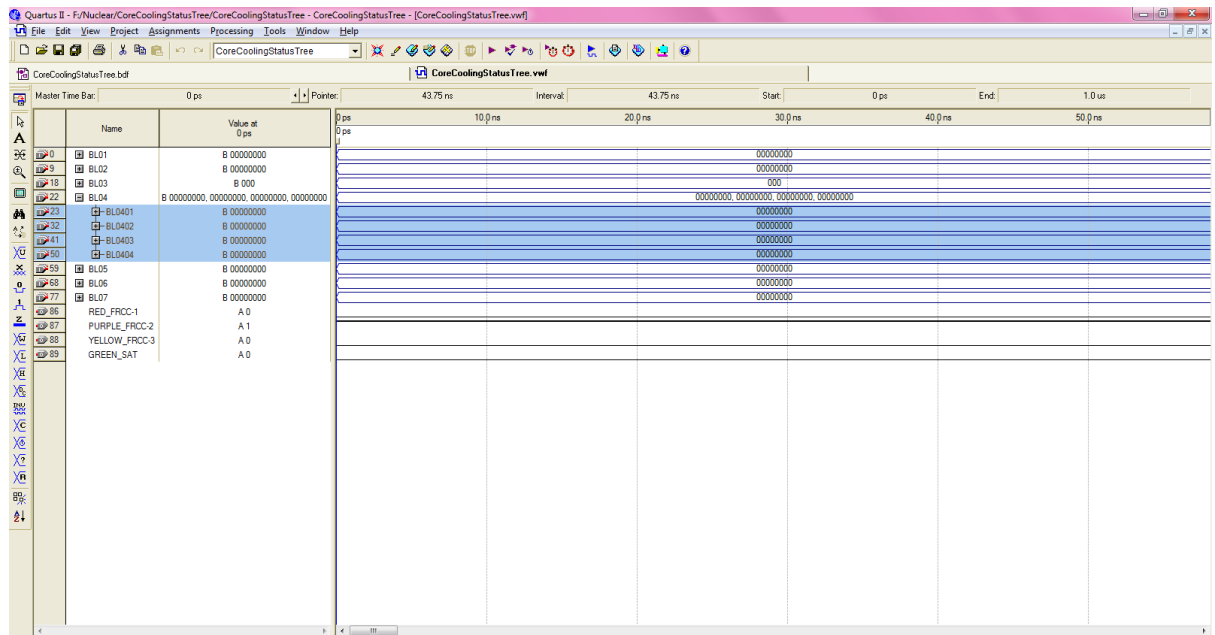 Quartus II - F:/Nuclear/CoreCoolingStatusTree/CoreCoolingStatusTree - CoreCoolingStatusTree - [CoreCoolingStatusTree.vwf]
File Edit View Project Assignments Processing Tools Window Help
CoreCoolingStatusTree
CoreCoolingStatusTree.bdf CoreCoolingStatusTree.vwf
Master Time Bar: 0 ps Pointer: 43.75 ns Interval: 43.75 ns Start: 0 ps End: 1.0 us
Name Value at 0 ps 0 ps 10.0 ns 20.0 ns 30.0 ns 40.0 ns 50.0 ns
0 ps
0 BL01 B 00000000 00000000
9 BL02 B 00000000 00000000
18 BL03 B 000 000
22 BL04 B 00000000, 00000000, 00000000, 00000000 00000000, 00000000, 00000000, 00000000
23 BL0401 B 00000000 00000000
32 BL0402 B 00000000 00000000
41 BL0403 B 00000000 00000000
50 BL0404 B 00000000 00000000
59 BL05 B 00000000 00000000
68 BL06 B 00000000 00000000
77 BL07 B 00000000 00000000
86 RED_FRCC-1 A 0
87 PURPLE_FRCC-2 A 1
88 YELLOW_FRCC-3 A 0
89 GREEN_SAT A 0